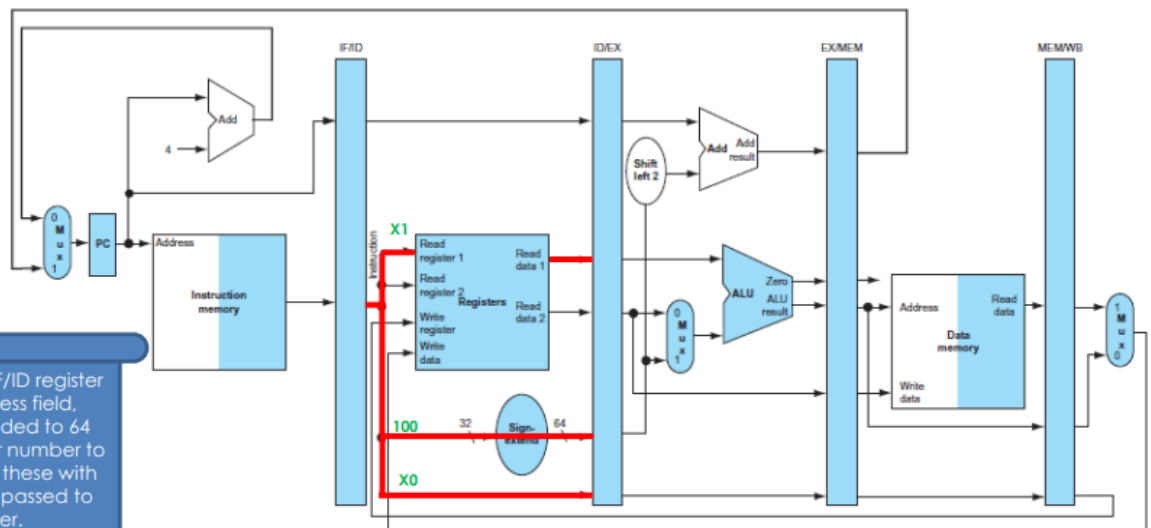 IF/ID
ID/EX
EX/MEM
MEM/WB
Add
4
Shift
left 2
Add
Add
result
0
M
u
x
1
PC
Address
Instruction
memory
Instruction
X1
Read
register 1
Read
data 1
Read
register 2
Registers
Read
data 2
Write
register
Write
data
0
M
u
x
1
Zero
ALU
ALU
result
Address
Read
data
Data
memory
Write
data
1
M
u
x
0
100
32
Sign-
extend
64
X0
F/ID register
ess field,
ded to 64
r number to
these with
passed to
er.